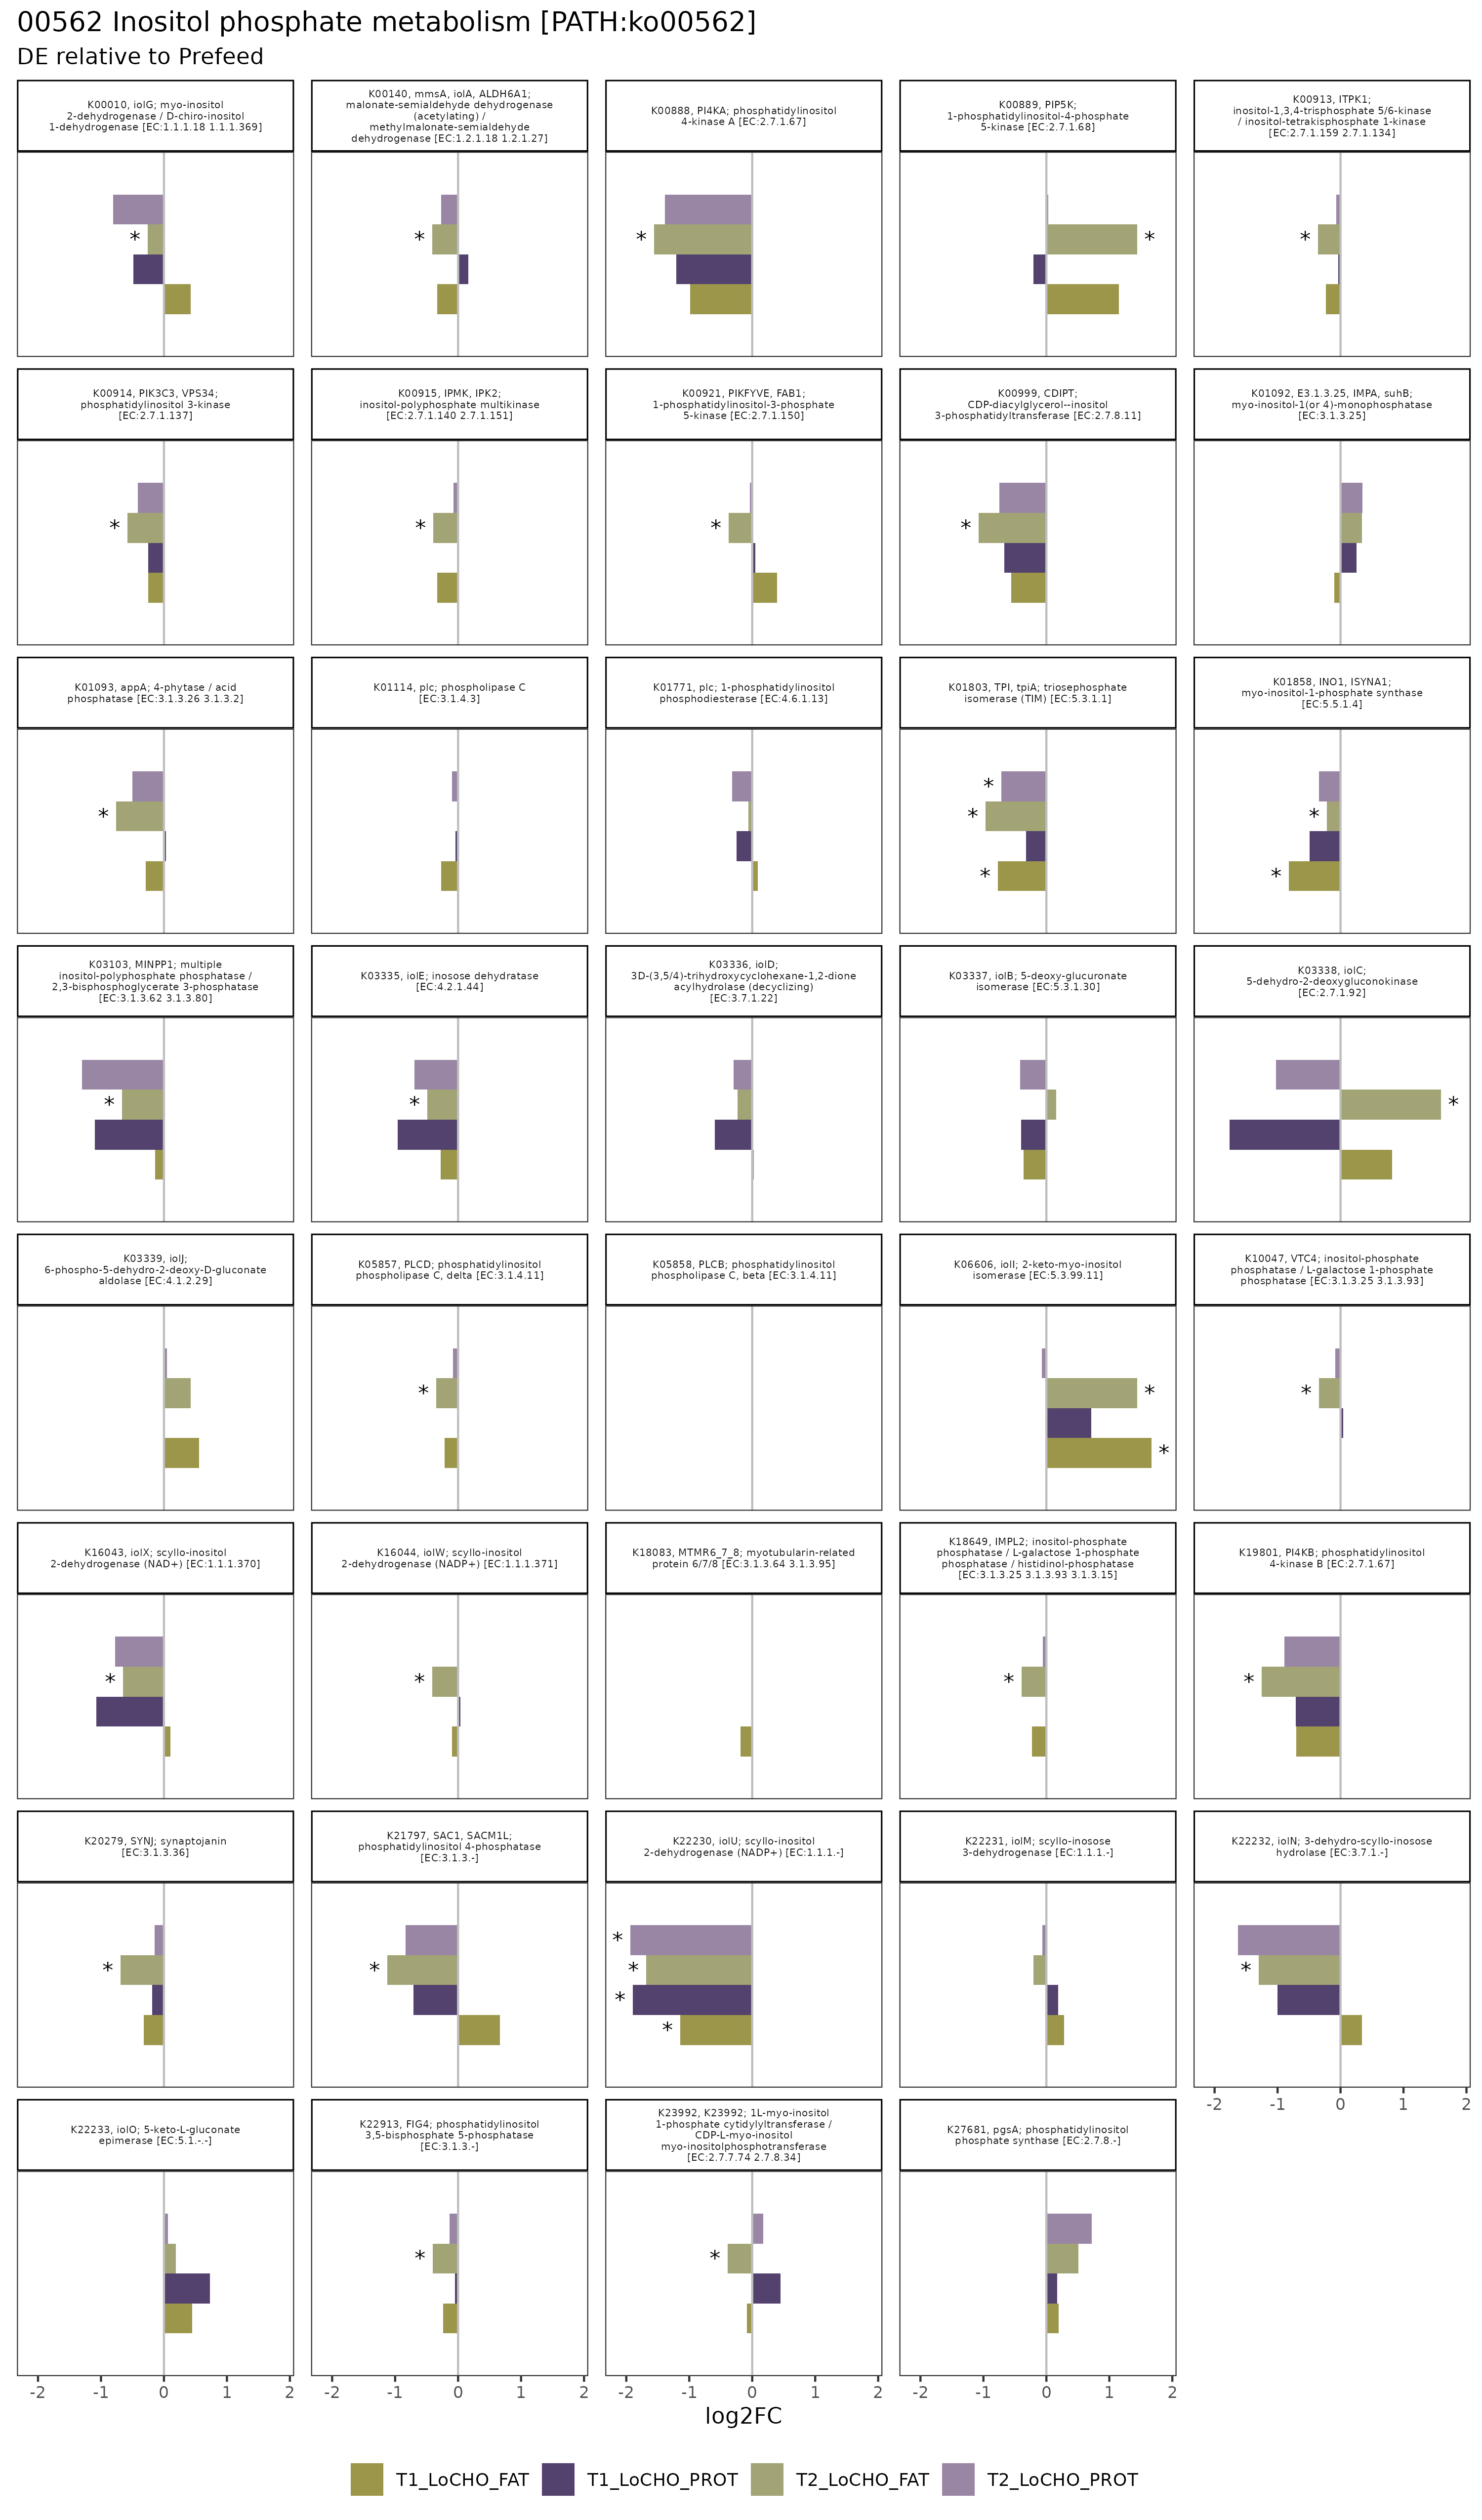 00562 Inositol phosphate metabolism [PATH:ko00562]
DE relative to Prefeed
K00010, iolG; myo-inositol
2-dehydrogenase / D-chiro-inositol
1-dehydrogenase [EC:1.1.1.18 1.1.1.369]
K00140, mmsA, iolA, ALDH6A1;
malonate-semialdehyde dehydrogenase
(acetylating) /
methylmalonate-semialdehyde
dehydrogenase [EC:1.2.1.18 1.2.1.27]
K00888, PI4KA; phosphatidylinositol
4-kinase A [EC:2.7.1.67]
K00889, PIP5K;
1-phosphatidylinositol-4-phosphate
5-kinase [EC:2.7.1.68]
K00913, ITPK1;
inositol-1,3,4-trisphosphate 5/6-kinase
/ inositol-tetrakisphosphate 1-kinase
[EC:2.7.1.159 2.7.1.134]
*
*
*
*
*
K00914, PIK3C3, VPS34;
phosphatidylinositol 3-kinase
[EC:2.7.1.137]
K00915, IPMK, IPK2;
inositol-polyphosphate multikinase
[EC:2.7.1.140 2.7.1.151]
K00921, PIKFYVE, FAB1;
1-phosphatidylinositol-3-phosphate
5-kinase [EC:2.7.1.150]
K00999, CDIPT;
CDP-diacylglycerol--inositol
3-phosphatidyltransferase [EC:2.7.8.11]
K01092, E3.1.3.25, IMPA, suhB;
myo-inositol-1(or 4)-monophosphatase
[EC:3.1.3.25]
*
*
*
*
K01093, appA; 4-phytase / acid
phosphatase [EC:3.1.3.26 3.1.3.2]
K01114, plc; phospholipase C
[EC:3.1.4.3]
K01771, plc; 1-phosphatidylinositol
phosphodiesterase [EC:4.6.1.13]
K01803, TPI, tpiA; triosephosphate
isomerase (TIM) [EC:5.3.1.1]
K01858, INO1, ISYNA1;
myo-inositol-1-phosphate synthase
[EC:5.5.1.4]
*
*
*
*
*
*
K03103, MINPP1; multiple
inositol-polyphosphate phosphatase /
2,3-bisphosphoglycerate 3-phosphatase
[EC:3.1.3.62 3.1.3.80]
K03335, iolE; inosose dehydratase
[EC:4.2.1.44]
K03336, iolD;
3D-(3,5/4)-trihydroxycyclohexane-1,2-dione
acylhydrolase (decyclizing)
[EC:3.7.1.22]
K03337, iolB; 5-deoxy-glucuronate
isomerase [EC:5.3.1.30]
K03338, iolC;
5-dehydro-2-deoxygluconokinase
[EC:2.7.1.92]
*
*
*
K03339, iolJ;
6-phospho-5-dehydro-2-deoxy-D-gluconate
aldolase [EC:4.1.2.29]
K05857, PLCD; phosphatidylinositol
phospholipase C, delta [EC:3.1.4.11]
K05858, PLCB; phosphatidylinositol
phospholipase C, beta [EC:3.1.4.11]
K06606, iolI; 2-keto-myo-inositol
isomerase [EC:5.3.99.11]
K10047, VTC4; inositol-phosphate
phosphatase / L-galactose 1-phosphate
phosphatase [EC:3.1.3.25 3.1.3.93]
*
*
*
*
K16043, iolX; scyllo-inositol
2-dehydrogenase (NAD+) [EC:1.1.1.370]
K16044, iolW; scyllo-inositol
2-dehydrogenase (NADP+) [EC:1.1.1.371]
K18083, MTMR6_7_8; myotubularin-related
protein 6/7/8 [EC:3.1.3.64 3.1.3.95]
K18649, IMPL2; inositol-phosphate
phosphatase / L-galactose 1-phosphate
phosphatase / histidinol-phosphatase
[EC:3.1.3.25 3.1.3.93 3.1.3.15]
K19801, PI4KB; phosphatidylinositol
4-kinase B [EC:2.7.1.67]
*
*
*
*
K20279, SYNJ; synaptojanin
[EC:3.1.3.36]
K21797, SAC1, SACM1L;
phosphatidylinositol 4-phosphatase
[EC:3.1.3.-]
K22230, iolU; scyllo-inositol
2-dehydrogenase (NADP+) [EC:1.1.1.-]
K22231, iolM; scyllo-inosose
3-dehydrogenase [EC:1.1.1.-]
K22232, iolN; 3-dehydro-scyllo-inosose
hydrolase [EC:3.7.1.-]
*
*
*
*
*
*
*
-2 -1 0 1 2
K22233, iolO; 5-keto-L-gluconate
epimerase [EC:5.1.-.-]
K22913, FIG4; phosphatidylinositol
3,5-bisphosphate 5-phosphatase
[EC:3.1.3.-]
K23992, K23992; 1L-myo-inositol
1-phosphate cytidylyltransferase /
CDP-L-myo-inositol
myo-inositolphosphotransferase
[EC:2.7.7.74 2.7.8.34]
K27681, pgsA; phosphatidylinositol
phosphate synthase [EC:2.7.8.-]
*
*
-2 -1 0 1 2
-2 -1 0 1 2
-2 -1 0 1 2
-2 -1 0 1 2
log2FC
T1_LoCHO_FAT T1_LoCHO_PROT T2_LoCHO_FAT T2_LoCHO_PROT